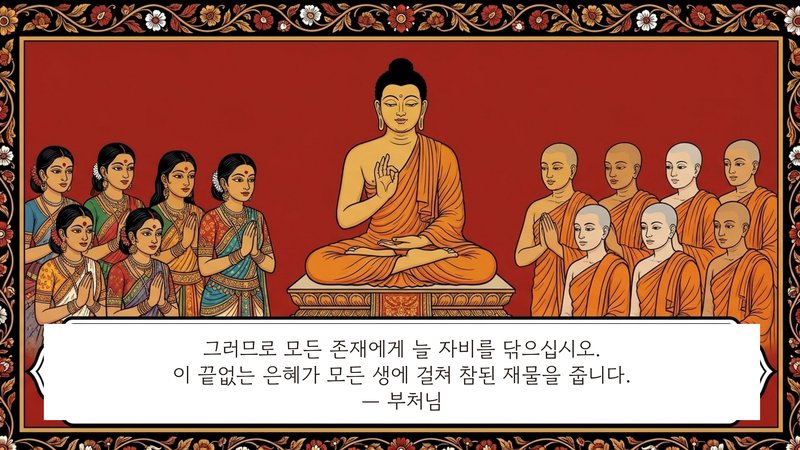 그러므로 모든 존재에게 늘 자비를 닦으십시오.
이 끝없는 은혜가 모든 생에 걸쳐 참된 재물을 줍니다.
— 부처님